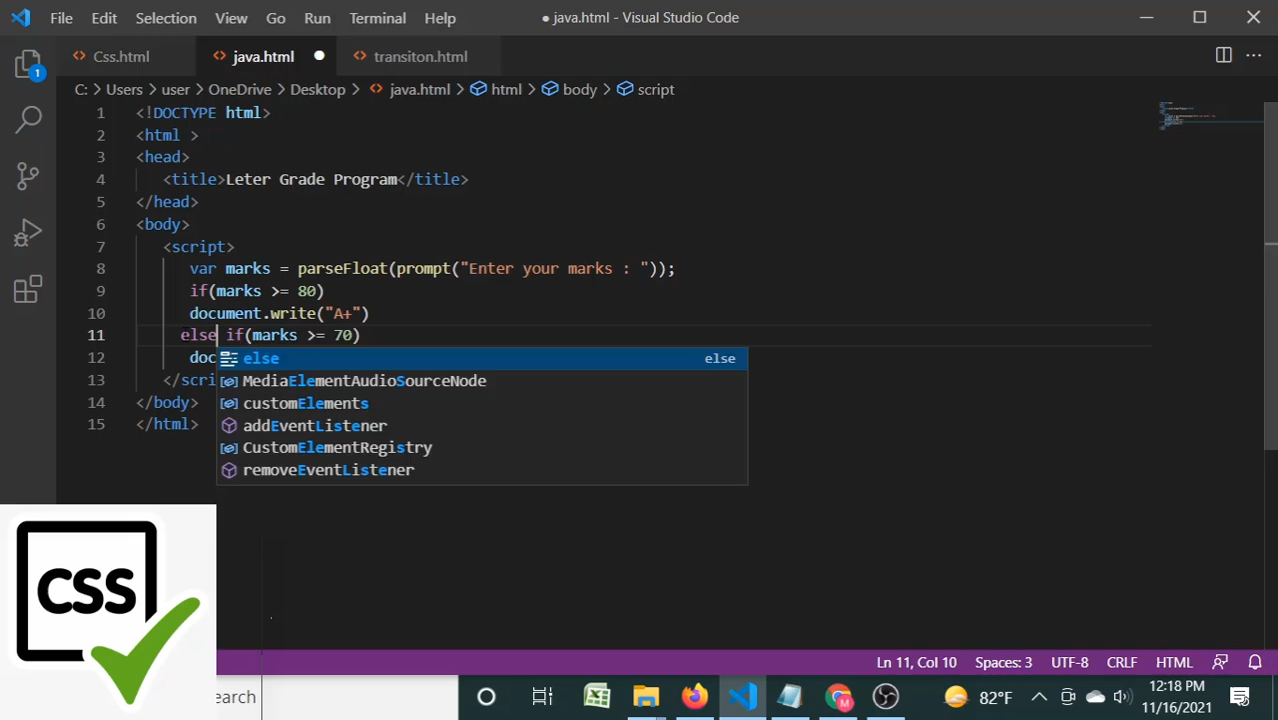 File Edit Selection View Go Run Terminal Help ● java.html - Visual Studio Code
Css.html java.html transiton.html
1
C: > Users > user > OneDrive > Desktop > java.html > html > body > script
1 <!DOCTYPE html>
2 <html >
3 <head>
4 <title>Leter Grade Program</title>
5 </head>
6 <body>
7 <script>
8 var marks = parseFloat(prompt("Enter your marks : "));
9 if(marks >= 80)
10 document.write("A+")
11 else if(marks >= 70)
12 doc
else else
13 </scri
MediaElementAudioSourceNode
14 </body>
customElements
15 </html>
addEventListener
CustomElementRegistry
removeEventListener
CSS
Ln 11, Col 10 Spaces: 3 UTF-8 CRLF HTML
earch
82°F
12:18 PM
11/16/2021